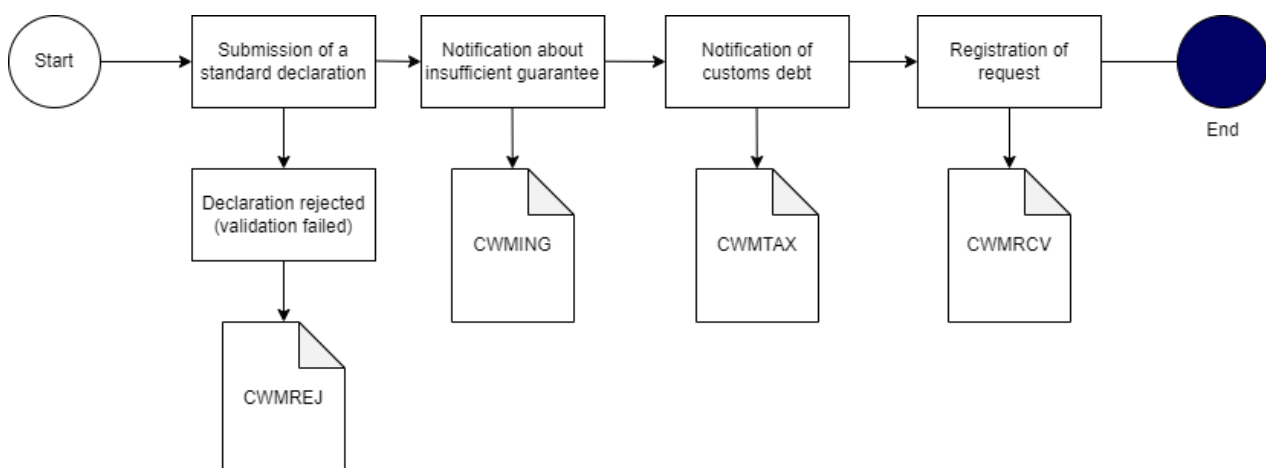 Start
Submission of a
standard declaration
Notification about
insufficient guarantee
Notification of
customs debt
Registration of
request
End
Declaration rejected
(validation failed)
CWMING
CWMTAX
CWMRCV
CWMREJ